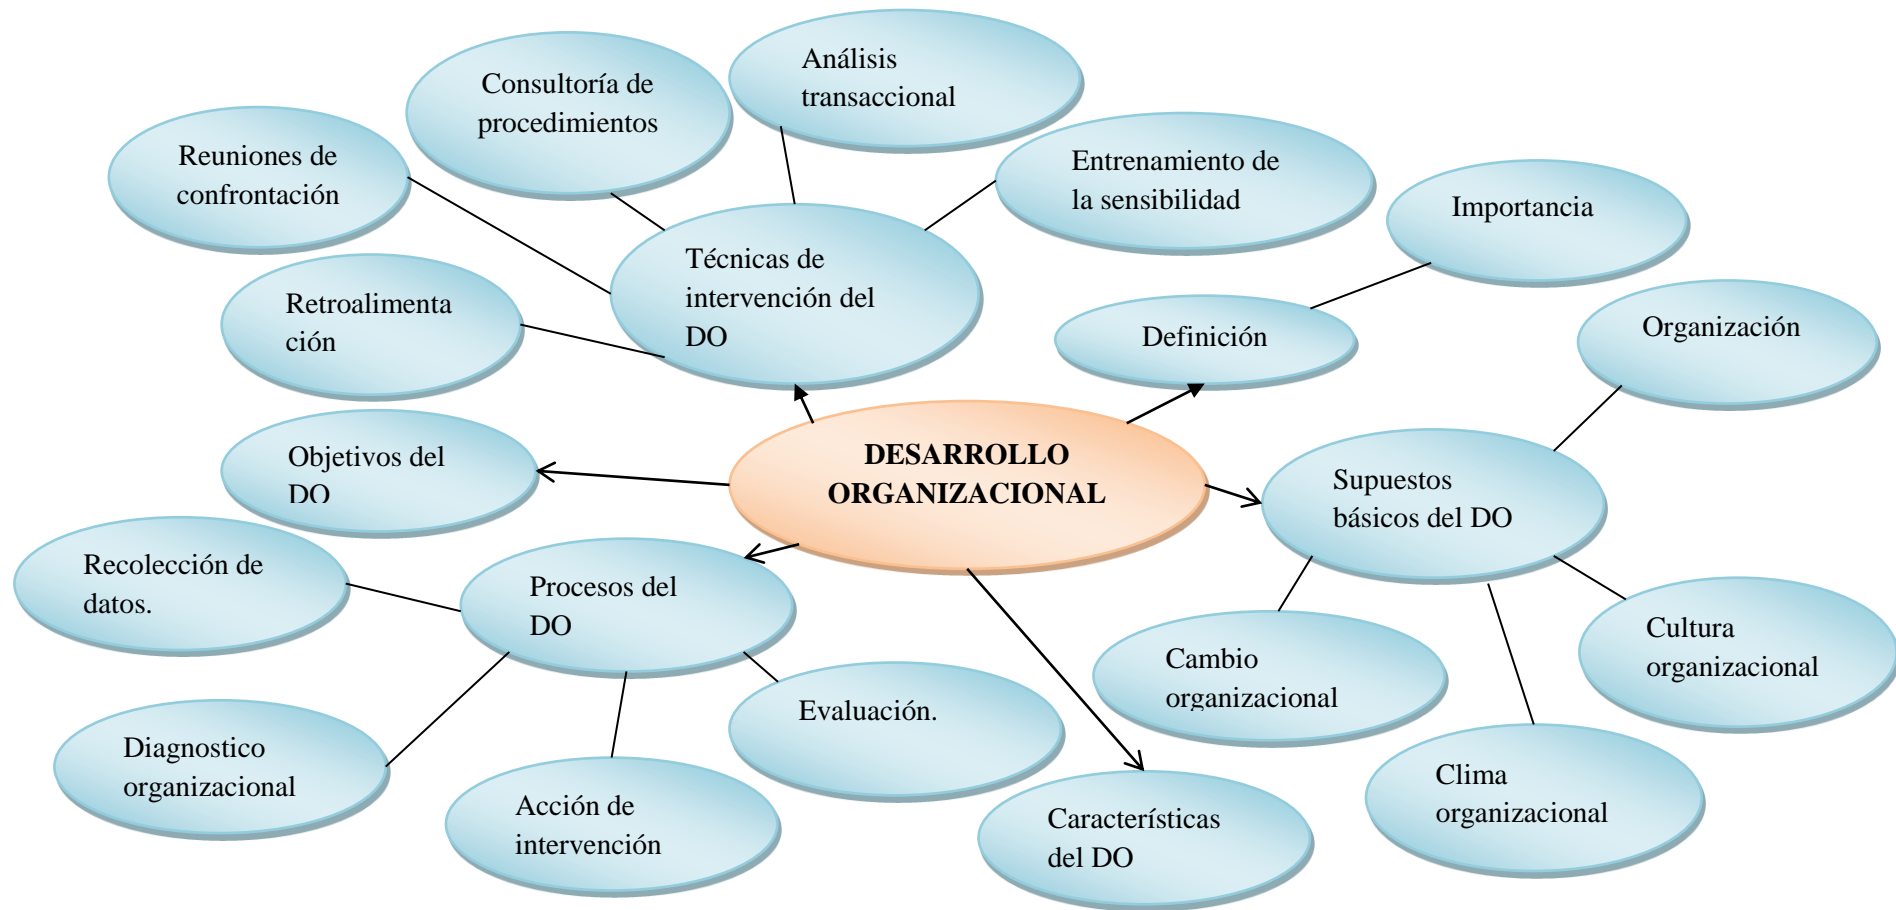 Análisis
transaccional
Consultoría de
procedimientos
Reuniones de
confrontación
Entrenamiento de
la sensibilidad
Importancia
Técnicas de
intervención del
DO
Retroalimenta
ción
Definición
Organización
DESARROLLO
ORGANIZACIONAL
Objetivos del
DO
Supuestos
básicos del DO
Recolección de
datos.
Procesos del
DO
Cultura
organizacional
Cambio
organizacional
Evaluación.
Diagnostico
organizacional
Clima
organizacional
Acción de
intervención
Características
del DO